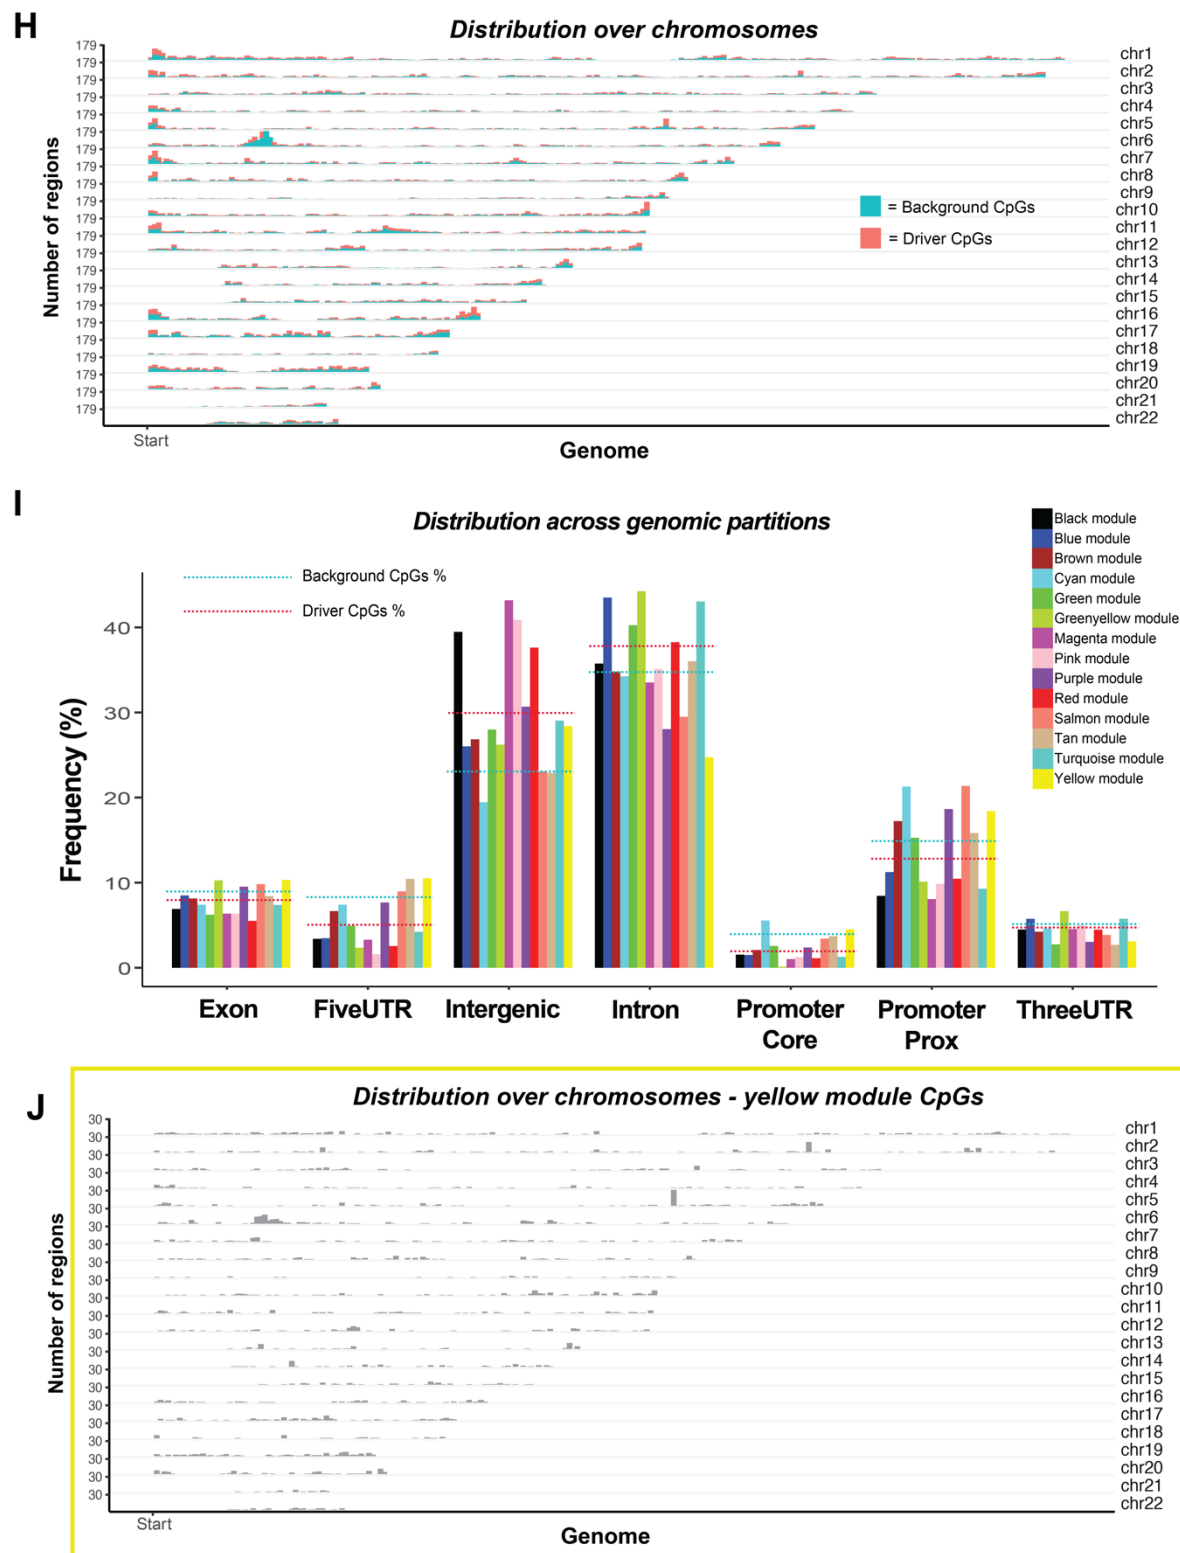 H
Distribution over chromosomes
179
chr1
179
chr2
179
chr3
179
chr4
179
chr5
179
chr6
179
chr7
179
chr8
179
chr9
179
chr10
179
chr11
179
chr12
179
chr13
179
chr14
179
chr15
179
chr16
179
chr17
179
chr18
179
chr19
179
chr20
179
chr21
179
chr22
= Background CpGs
= Driver CpGs
Number of regions
Start
Genome
I
Distribution across genomic partitions
Background CpGs %
Driver CpGs %
Black module
Blue module
Brown module
Cyan module
Green module
Greenyellow module
Magenta module
Pink module
Purple module
Red module
Salmon module
Tan module
Turquoise module
Yellow module
Frequency (%)
40
30
20
10
0
Exon
FiveUTR
Intergenic
Intron
Promoter Core
Promoter Prox
ThreeUTR
J
Distribution over chromosomes - yellow module CpGs
30
chr1
30
chr2
30
chr3
30
chr4
30
chr5
30
chr6
30
chr7
30
chr8
30
chr9
30
chr10
30
chr11
30
chr12
30
chr13
30
chr14
30
chr15
30
chr16
30
chr17
30
chr18
30
chr19
30
chr20
30
chr21
30
chr22
Number of regions
Start
Genome